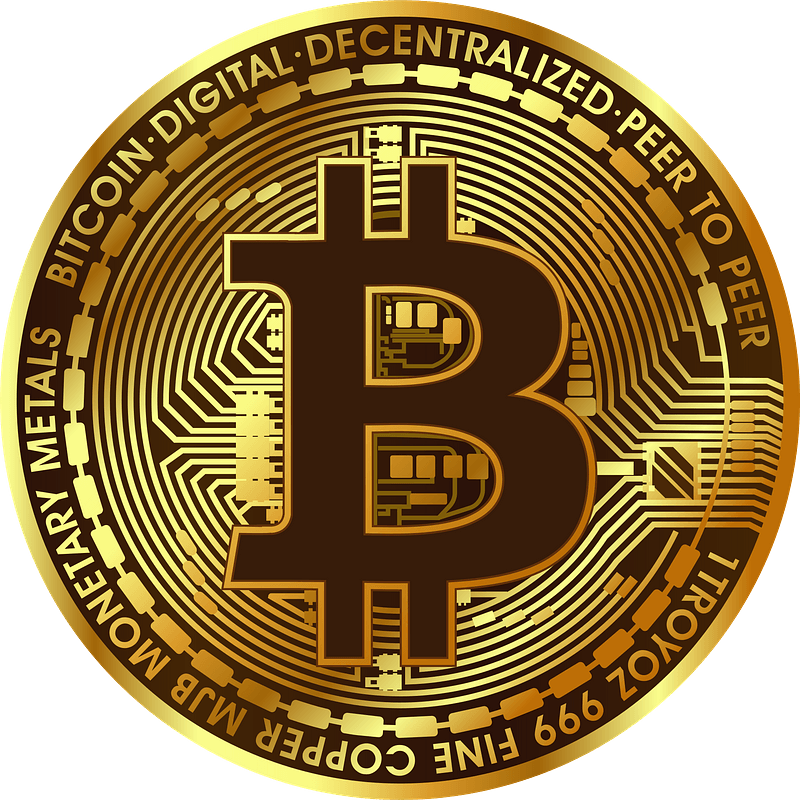 BITCOIN·DIGITAL·DECENTRALIZED·PEER TO PEER
1 TROYOZ 999 FINE COPPER MJB MONETARY METALS
B